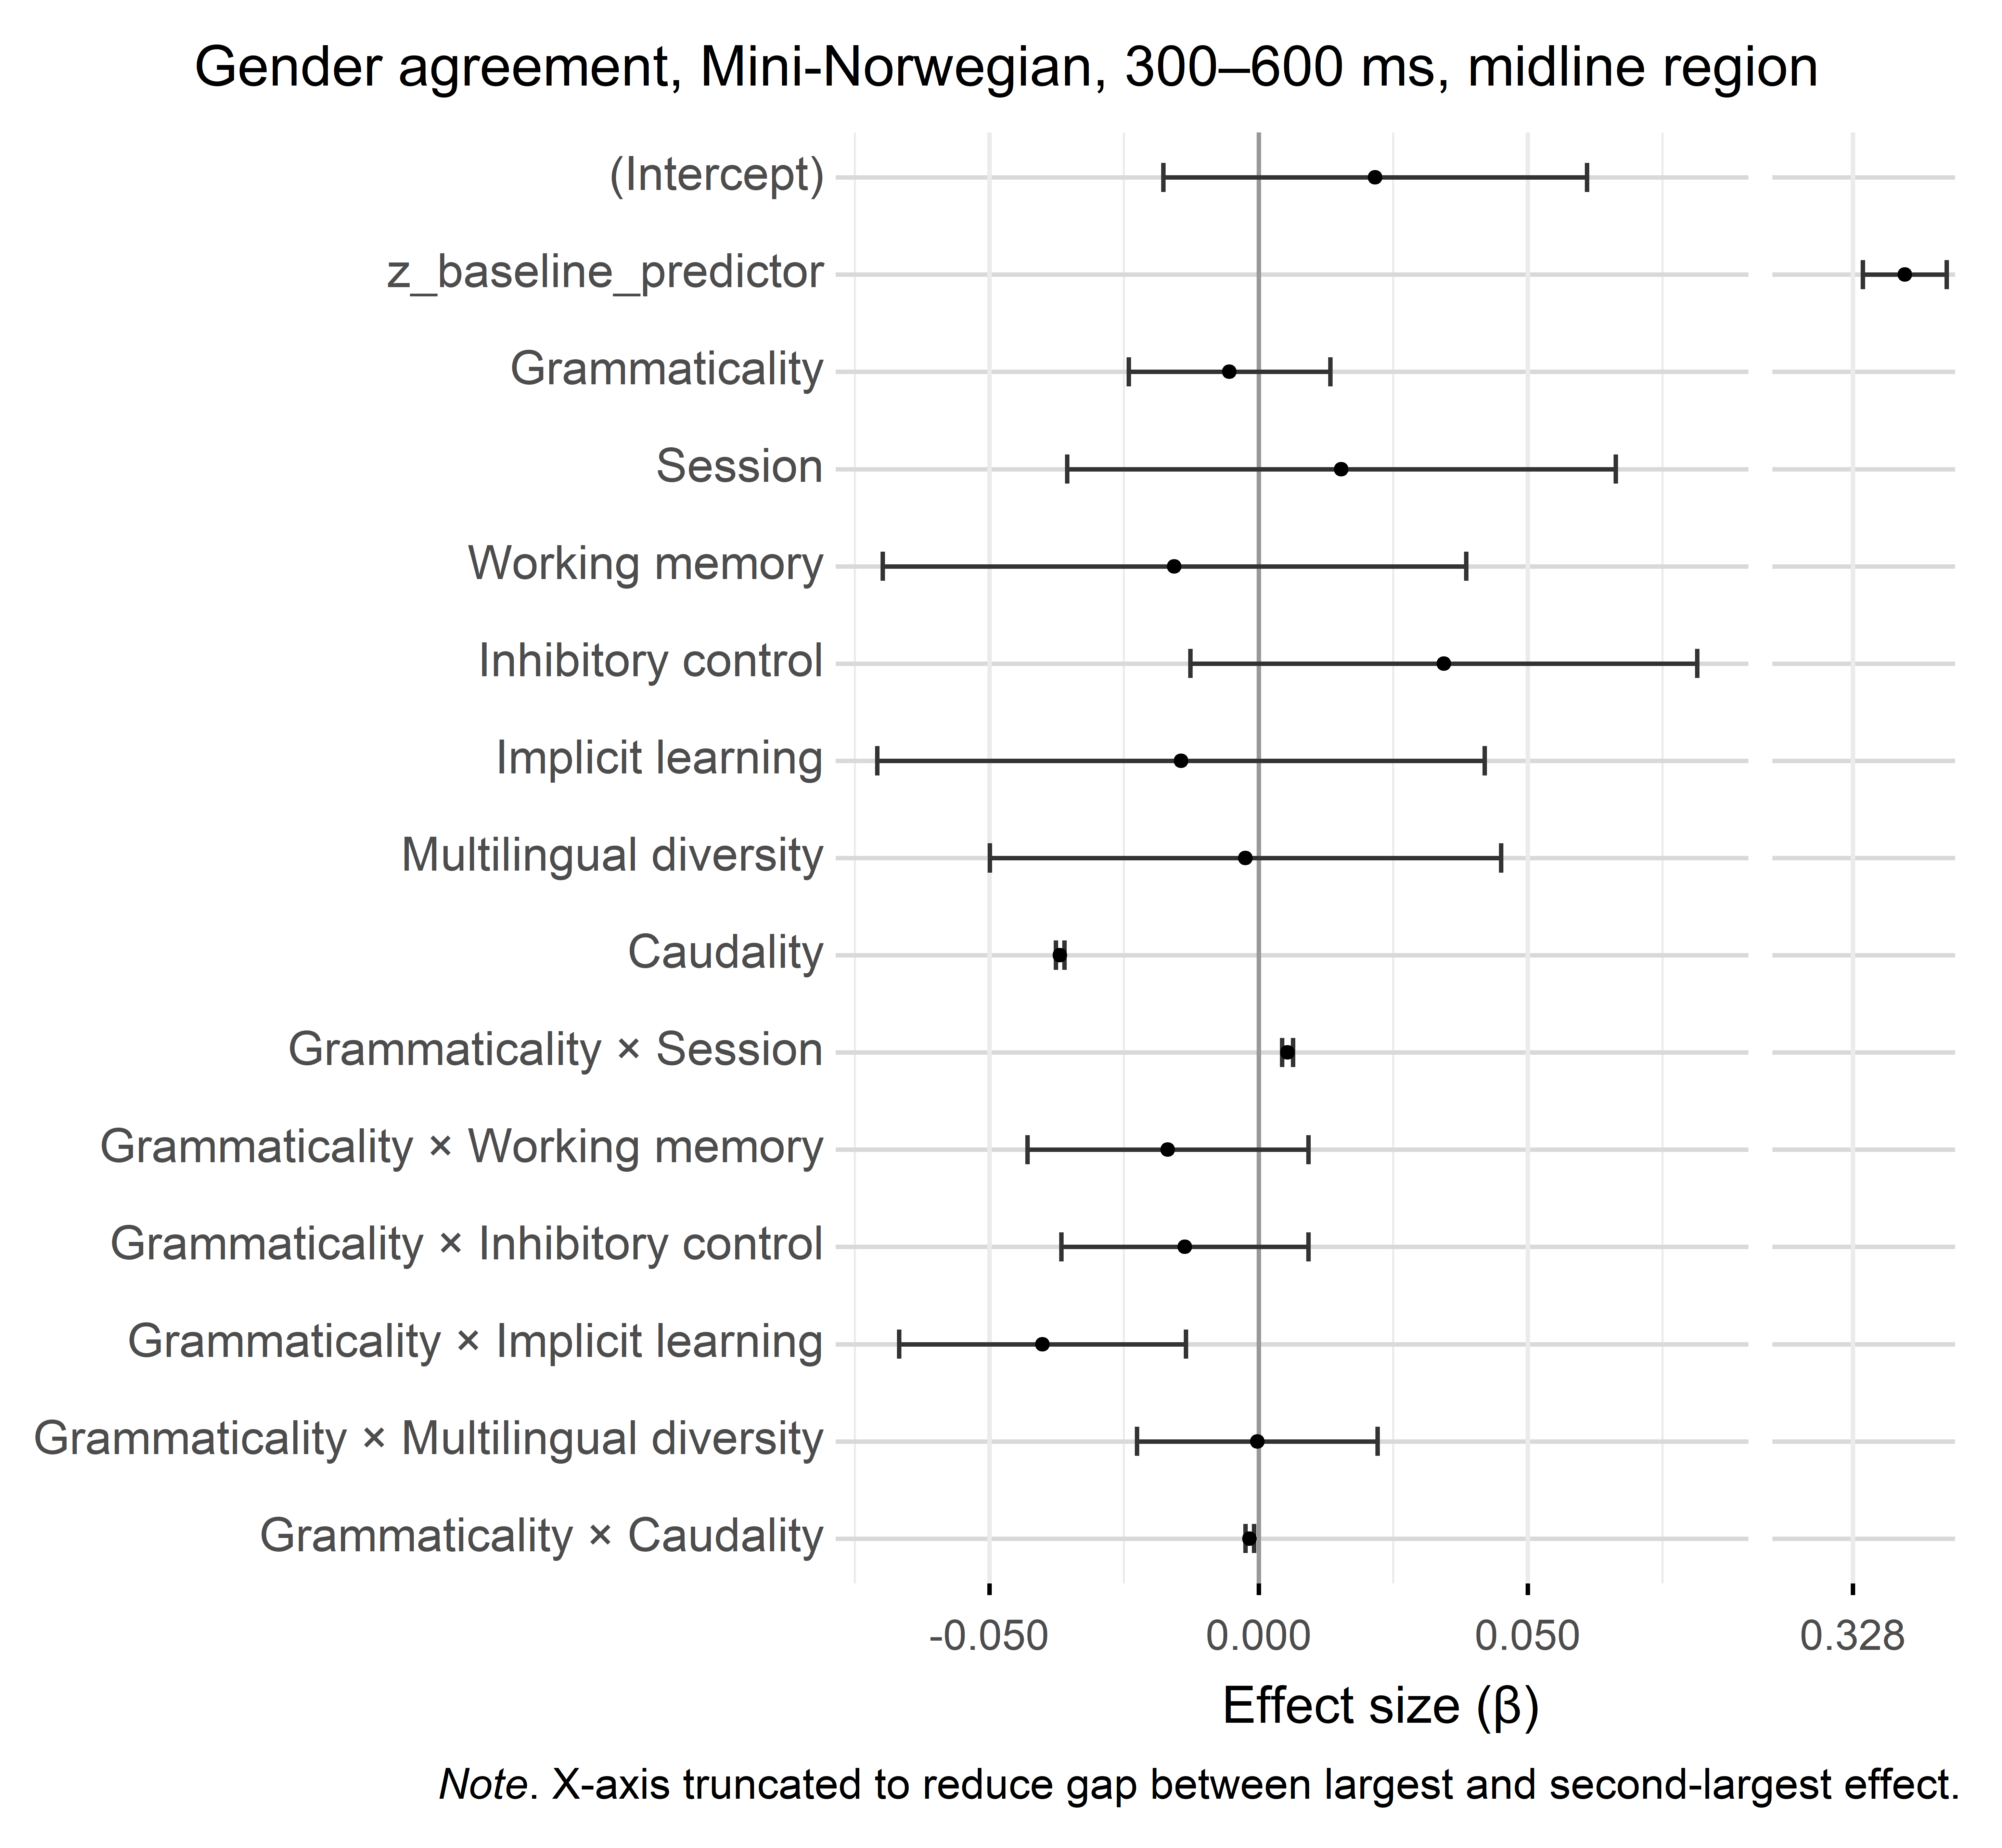 Gender agreement, Mini-Norwegian, 300–600 ms, midline region
(Intercept)
z_baseline_predictor
Grammaticality
Session
Working memory
Inhibitory control
Implicit learning
Multilingual diversity
Caudality
Grammaticality × Session
Grammaticality × Working memory
Grammaticality × Inhibitory control
Grammaticality × Implicit learning
Grammaticality × Multilingual diversity
Grammaticality × Caudality
-0.050 0.000 0.050 0.328
Effect size (β)
Note. X-axis truncated to reduce gap between largest and second-largest effect.